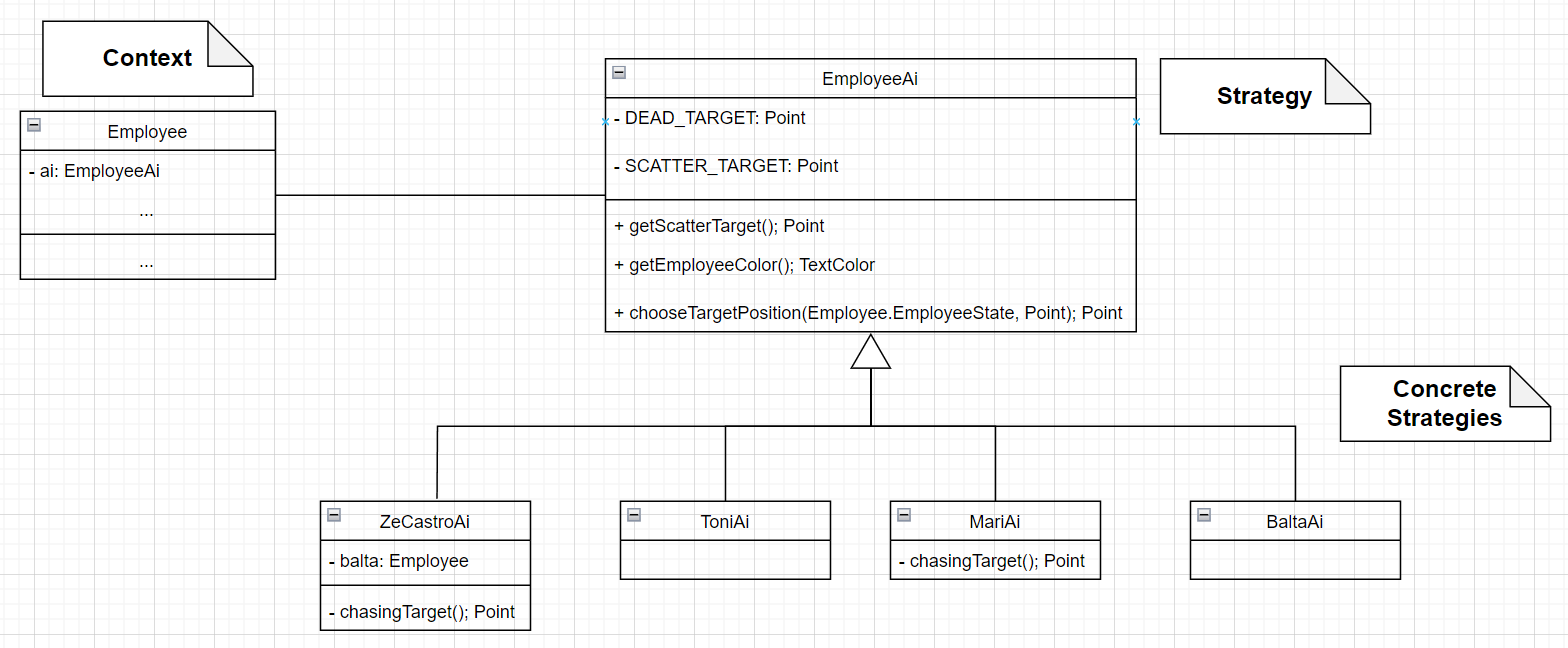 Context
Employee
- ai: EmployeeAi
...
...
EmployeeAi
- DEAD_TARGET: Point
- SCATTER_TARGET: Point
+ getScatterTarget(); Point
+ getEmployeeColor(); TextColor
+ chooseTargetPosition(Employee.EmployeeState, Point); Point
Strategy
Concrete
Strategies
ZeCastroAi
- balta: Employee
- chasingTarget(); Point
ToniAi
MariAi
- chasingTarget(); Point
BaltaAi